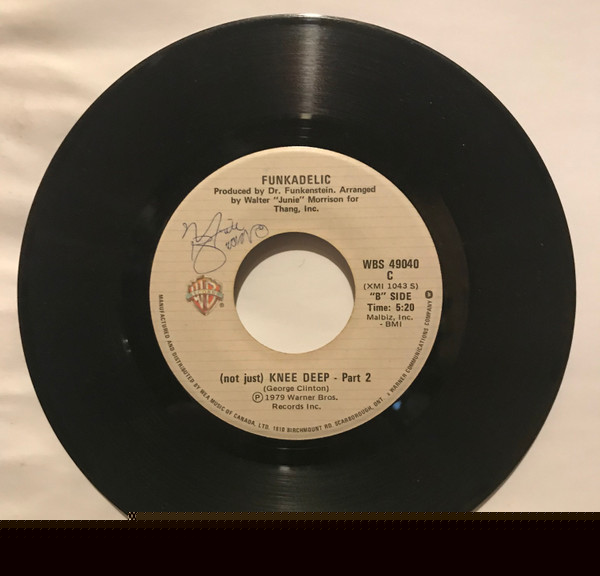 FUNKADELIC
Produced by Dr. Funkenstein. Arranged
by Walter "Junie" Morrison for
Thang, Inc.
WBS 49040
C
(XMI 1043 S)
"B" SIDE
Time: 5:20
Malbiz, Inc.
- BMI
(not just) KNEE DEEP - Part 2
(George Clinton)
Ⓟ 1979 Warner Bros.
Records Inc.
MANUFACTURED AND DISTRIBUTED BY WEA MUSIC OF CANADA, LTD. 1810 BIRCHMOUNT RD. SCARBOROUGH, ONT. A WARNER COMMUNICATIONS COMPANY